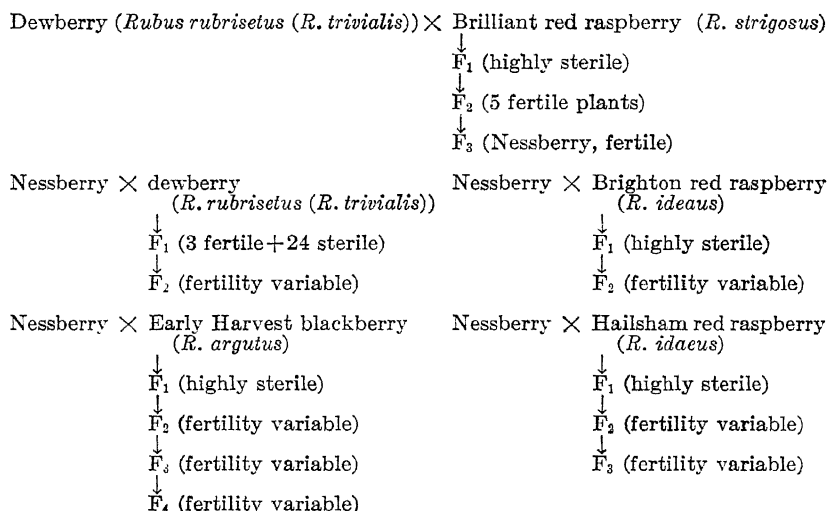 Dewberry (Rubus rubrisetus (R. trivialis)) × Brilliant red raspberry (R. strigosus)
↓
F₁ (highly sterile)
↓
F₂ (5 fertile plants)
↓
F₃ (Nessberry, fertile)
Nessberry × dewberry
(R. rubrisetus (R. trivialis))
↓
F₁ (3 fertile+24 sterile)
↓
F₂ (fertility variable)
Nessberry × Brighton red raspberry
(R. ideaus)
↓
F₁ (highly sterile)
↓
F₂ (fertility variable)
Nessberry × Early Harvest blackberry
(R. argutus)
↓
F₁ (highly sterile)
↓
F₂ (fertility variable)
↓
F₃ (fertility variable)
↓
F₄ (fertility variable)
Nessberry × Hailsham red raspberry
(R. idaeus)
↓
F₁ (highly sterile)
↓
F₂ (fertility variable)
↓
F₃ (fertility variable)